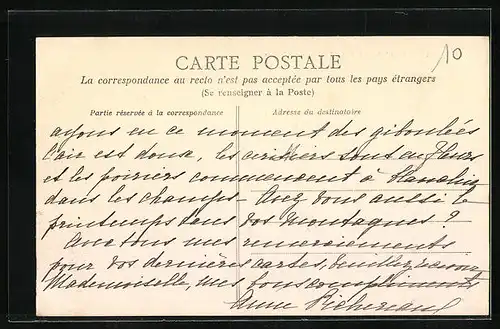 10
CARTE POSTALE
La correspondance au recto n'est pas acceptée par tous les pays étrangers
(Se renseigner à la Poste)
Partie réservée à la correspondance
Adresse du destinataire
ayons en ce moment des giboulées
l'air est doux, les cerisiers sont en fleurs
et les poiriers commencent à
dans les champs - Avez vous aussi le
printemps dans vos montagnes ?
Avec tous mes remerciements
pour vos dernières cartes, veuillez recevoir
Mademoiselle, mes bons compliments
Anne